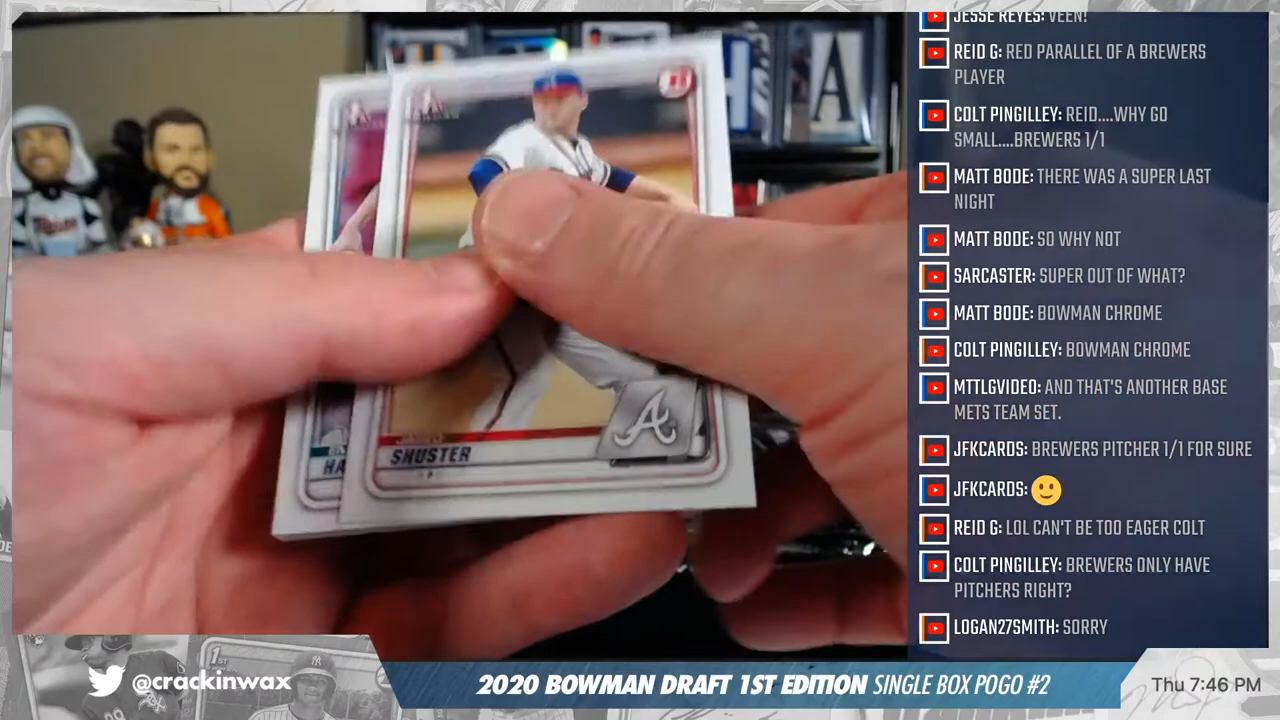 JESSE REYES: VEEN!
REID G: RED PARALLEL OF A BREWERS
PLAYER
COLT PINGILLEY: REID....WHY GO
SMALL....BREWERS 1/1
MATT BODE: THERE WAS A SUPER LAST
NIGHT
MATT BODE: SO WHY NOT
SARCASTER: SUPER OUT OF WHAT?
MATT BODE: BOWMAN CHROME
COLT PINGILLEY: BOWMAN CHROME
MTTLGVIDEO: AND THAT'S ANOTHER BASE
METS TEAM SET.
JFKCARDS: BREWERS PITCHER 1/1 FOR SURE
JFKCARDS: 🙂
REID G: LOL CAN'T BE TOO EAGER COLT
COLT PINGILLEY: BREWERS ONLY HAVE
PITCHERS RIGHT?
LOGAN27SMITH: SORRY
A
A
HA
SHUSTER
1ST
@crackinwax
2020 BOWMAN DRAFT 1ST EDITION SINGLE BOX POGO #2
Thu 7:46 PM